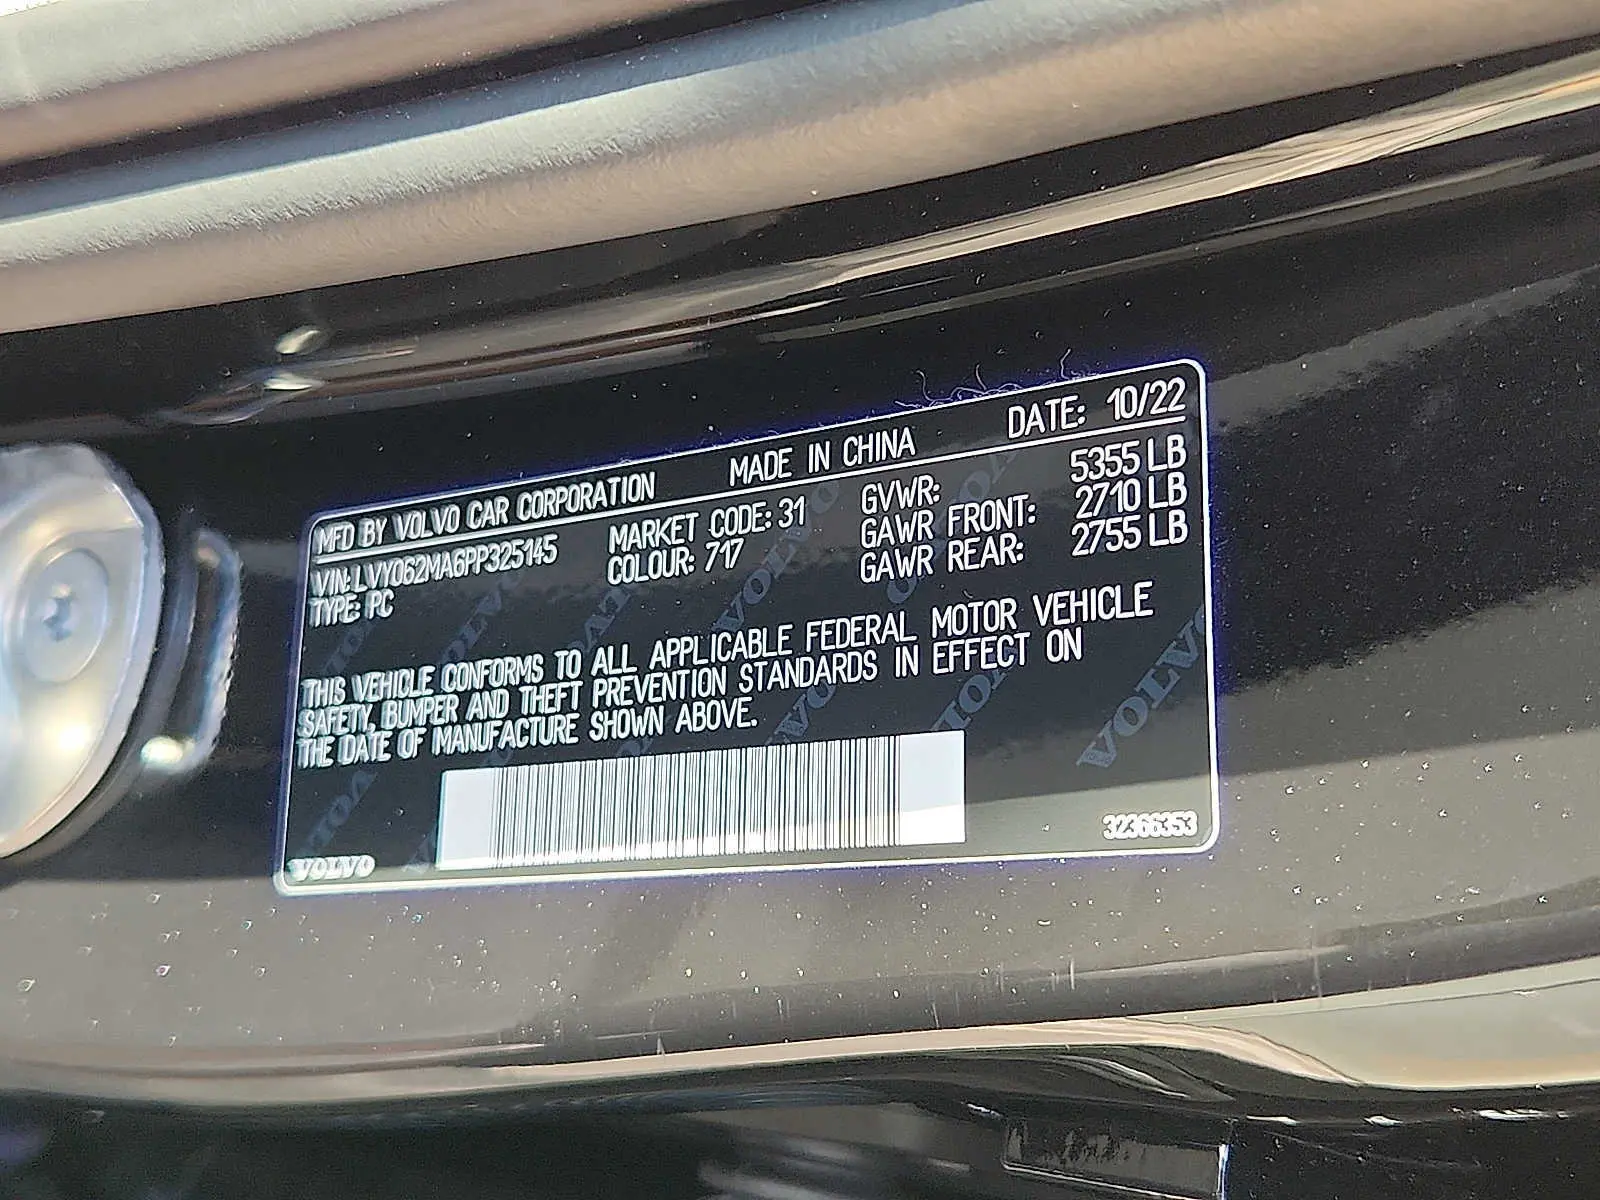 MFD BY VOLVO CAR CORPORATION MADE IN CHINA DATE: 10/22
VIN: LVY062MA6PP325145 MARKET CODE: 31 GVWR: 5355 LB
TYPE: PC COLOUR: 717 GAWR FRONT: 2710 LB
GAWR REAR: 2755 LB
THIS VEHICLE CONFORMS TO ALL APPLICABLE FEDERAL MOTOR VEHICLE
SAFETY, BUMPER AND THEFT PREVENTION STANDARDS IN EFFECT ON
THE DATE OF MANUFACTURE SHOWN ABOVE.
VOLVO 32366353